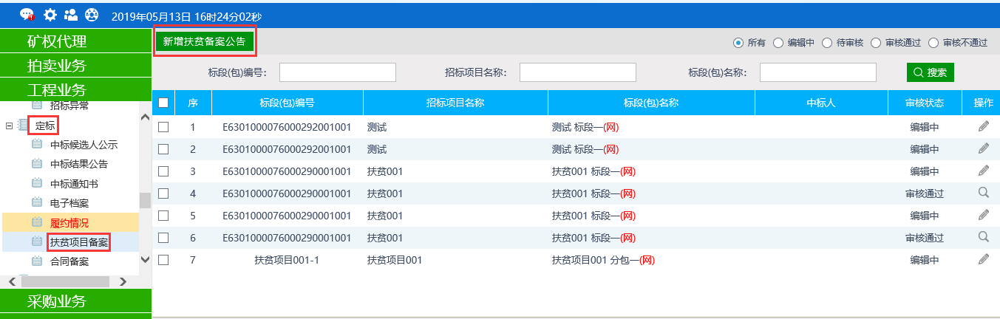 2019年05月13日 16时24分02秒
矿权代理
拍卖业务
工程业务
招标异常
定标
中标候选人公示
中标结果公告
中标通知书
电子档案
履约情况
扶贫项目备案
合同备案
采购业务
新增扶贫备案公告
所有 编辑中 待审核 审核通过 审核不通过
标段(包)编号: 招标项目名称: 标段(包)名称: 搜索
序 标段(包)编号 招标项目名称 标段(包)名称 中标人 审核状态 操作
1 E6301000076000292001001 测试 测试 标段一(网) 编辑中
2 E6301000076000292001001 测试 测试 标段一(网) 编辑中
3 E6301000076000290001001 扶贫001 扶贫001 标段一(网) 编辑中
4 E6301000076000290001001 扶贫001 扶贫001 标段一(网) 审核通过
5 E6301000076000290001001 扶贫001 扶贫001 标段一(网) 编辑中
6 E6301000076000290001001 扶贫001 扶贫001 标段一(网) 审核通过
7 扶贫项目001-1 扶贫项目001 扶贫项目001 分包一(网) 编辑中